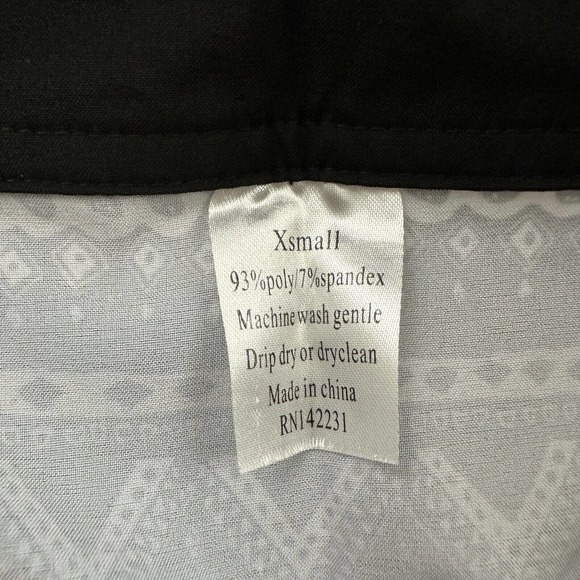 Xsmall
93%poly/7%spandex
Machine wash gentle
Drip dry or dryclean
Made in china
RN142231